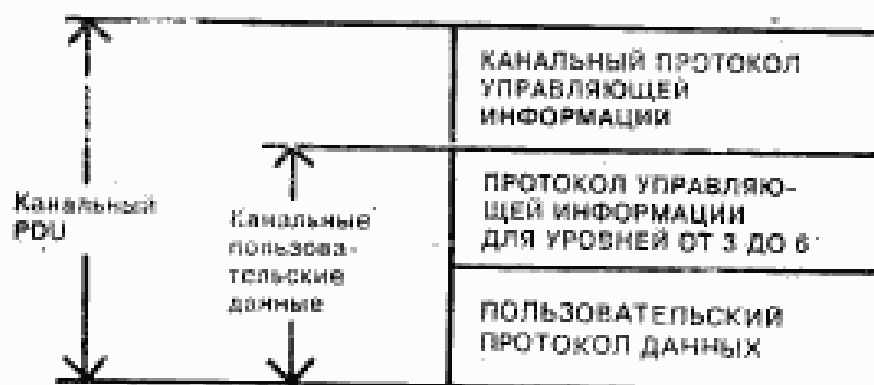 КАНАЛЬНЫЙ ПРОТОКОЛ
УПРАВЛЯЮЩЕЙ
ИНФОРМАЦИИ
ПРОТОКОЛ УПРАВЛЯЮ-
ЩЕЙ ИНФОРМАЦИИ
ДЛЯ УРОВНЕЙ ОТ 3 ДО 6
ПОЛЬЗОВАТЕЛЬСКИЙ
ПРОТОКОЛ ДАННЫХ
Канальный
PDU
Канальные
пользова-
тельские
данные